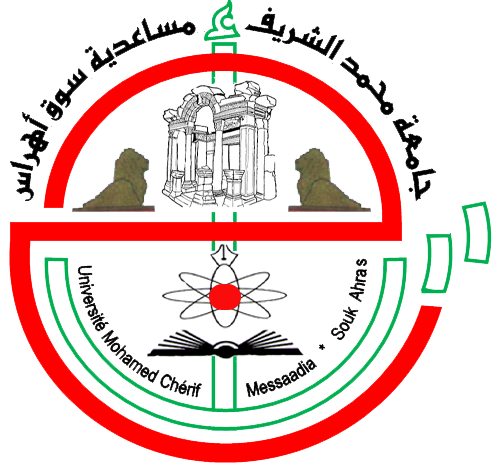 جامعة محمد الشريف مساعدية سوق أهراس
Université Mohamed Chérif Messaadia * Souk Ahras